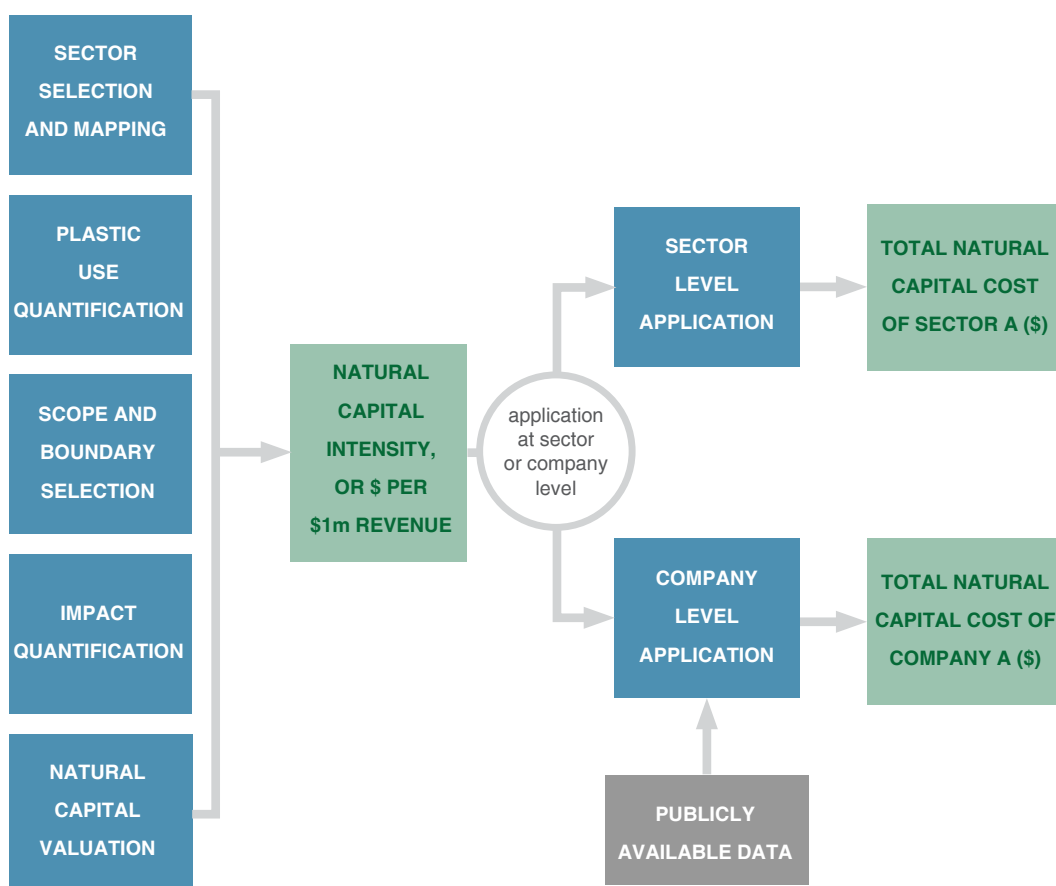 SECTOR
SELECTION
AND MAPPING
PLASTIC
USE
QUANTIFICATION
SCOPE AND
BOUNDARY
SELECTION
IMPACT
QUANTIFICATION
NATURAL
CAPITAL
VALUATION
NATURAL
CAPITAL
INTENSITY,
OR $ PER
$1m REVENUE
application
at sector
or company
level
SECTOR
LEVEL
APPLICATION
TOTAL NATURAL
CAPITAL COST
OF SECTOR A ($)
COMPANY
LEVEL
APPLICATION
TOTAL NATURAL
CAPITAL COST OF
COMPANY A ($)
PUBLICLY
AVAILABLE DATA